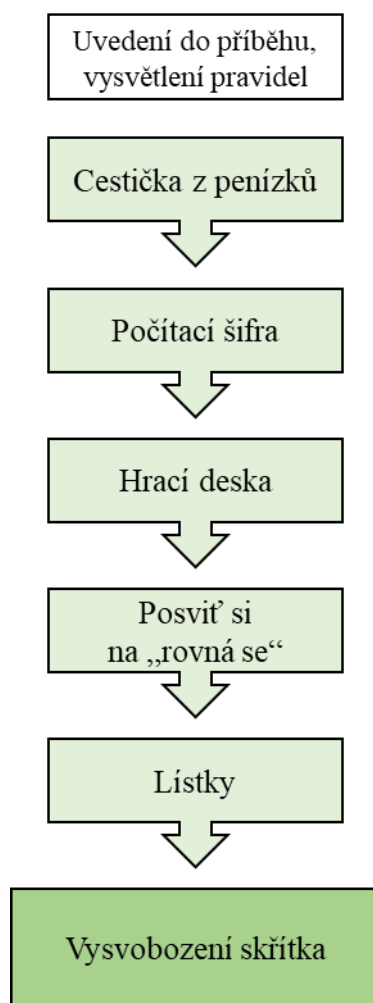 Uvedení do příběhu,
vysvětlení pravidel
Cestička z penízků
Počítací šifra
Hrací deska
Posviť si
na „rovná se“
Lístky
Vysvobození skřítka